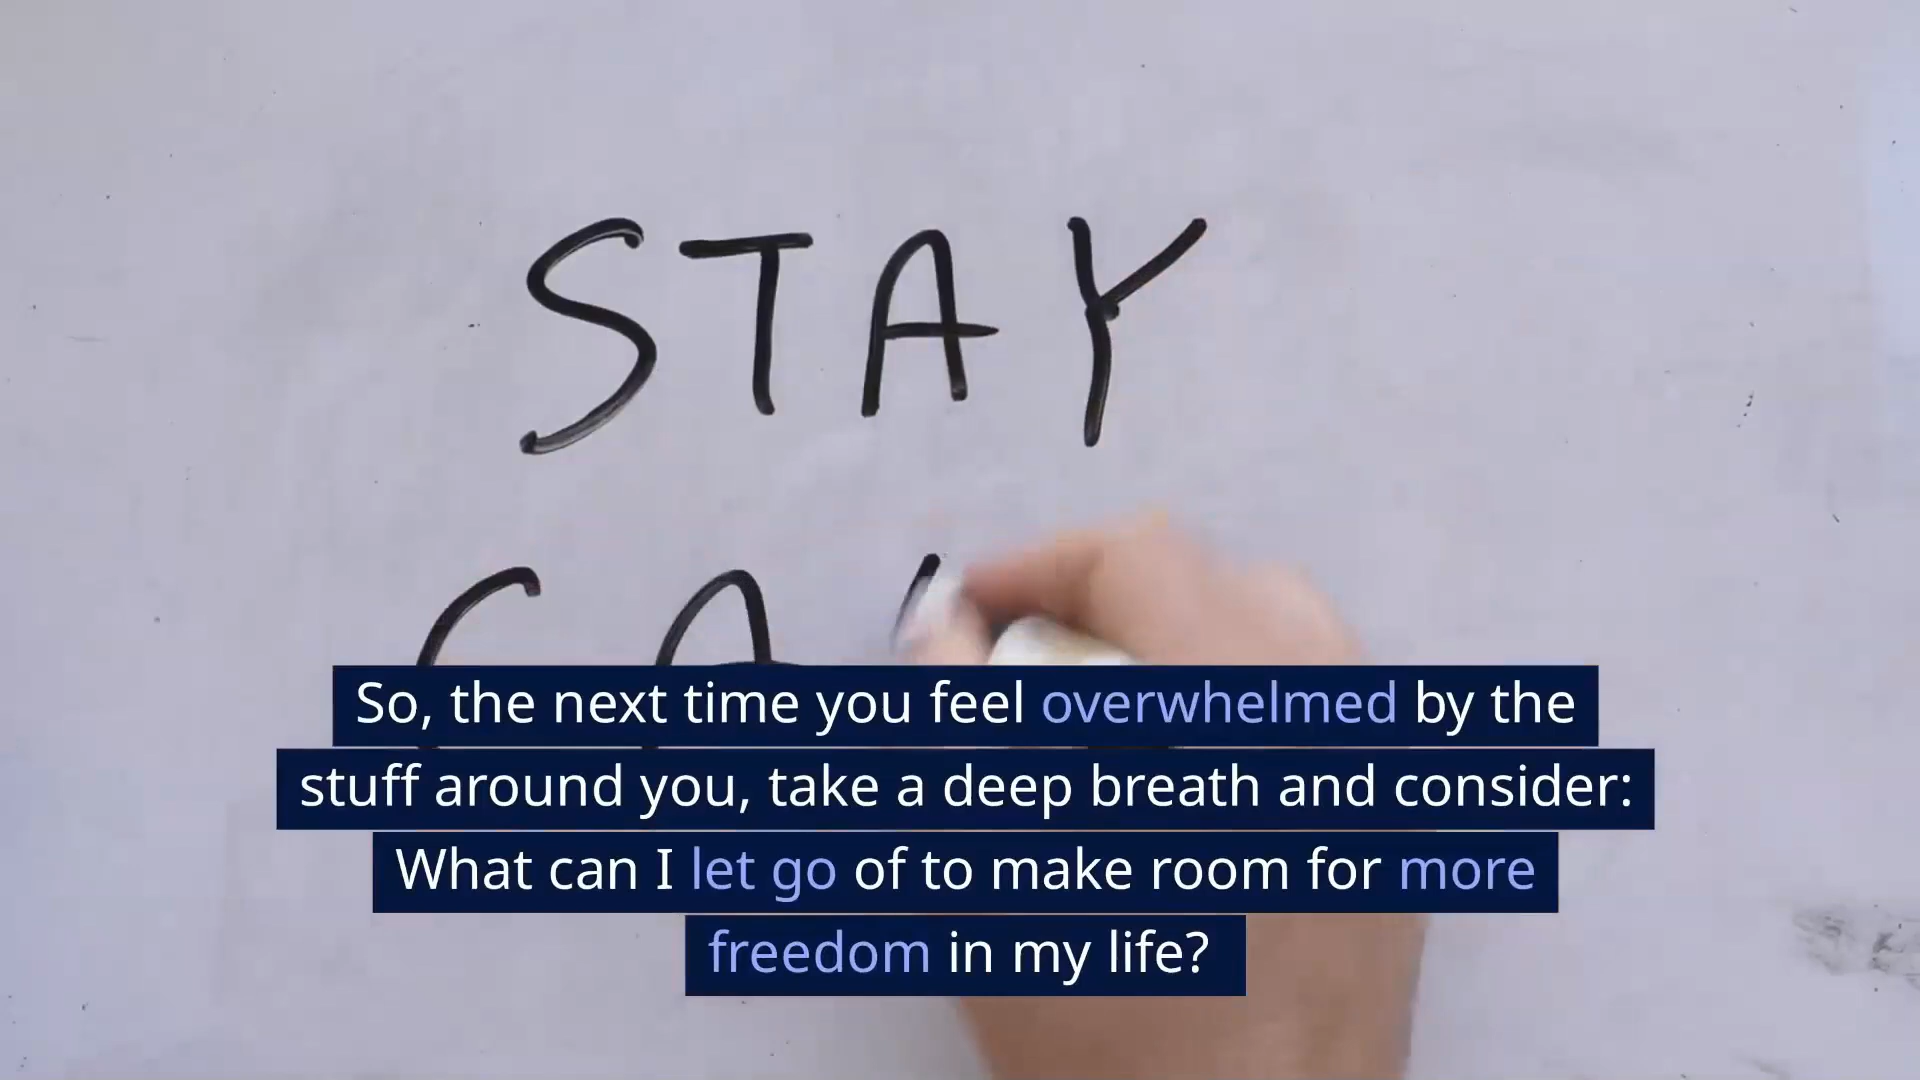 STAY
CA
So, the next time you feel overwhelmed by the
stuff around you, take a deep breath and consider:
What can I let go of to make room for more
freedom in my life?